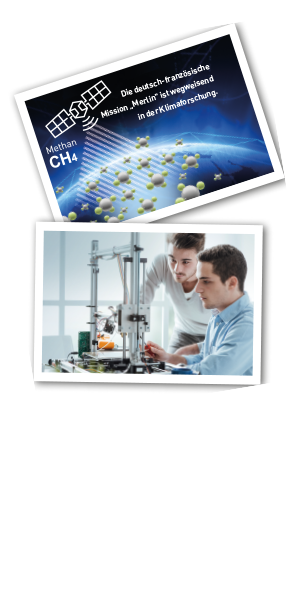 Die deutsch-französische
Mission „Merlin“ ist wegweisend
in der Klimaforschung.
Methan
CH4